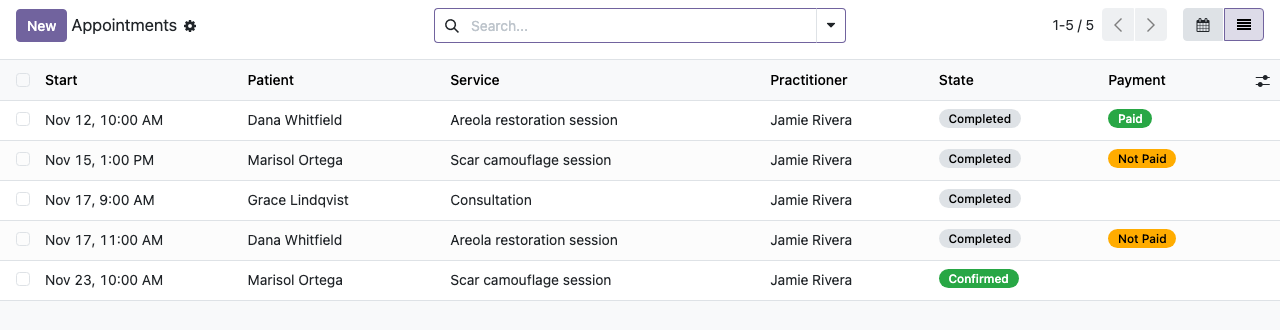 New Appointments Search... 1-5 / 5
Start Patient Service Practitioner State Payment
Nov 12, 10:00 AM Dana Whitfield Areola restoration session Jamie Rivera Completed Paid
Nov 15, 1:00 PM Marisol Ortega Scar camouflage session Jamie Rivera Completed Not Paid
Nov 17, 9:00 AM Grace Lindqvist Consultation Jamie Rivera Completed
Nov 17, 11:00 AM Dana Whitfield Areola restoration session Jamie Rivera Completed Not Paid
Nov 23, 10:00 AM Marisol Ortega Scar camouflage session Jamie Rivera Confirmed